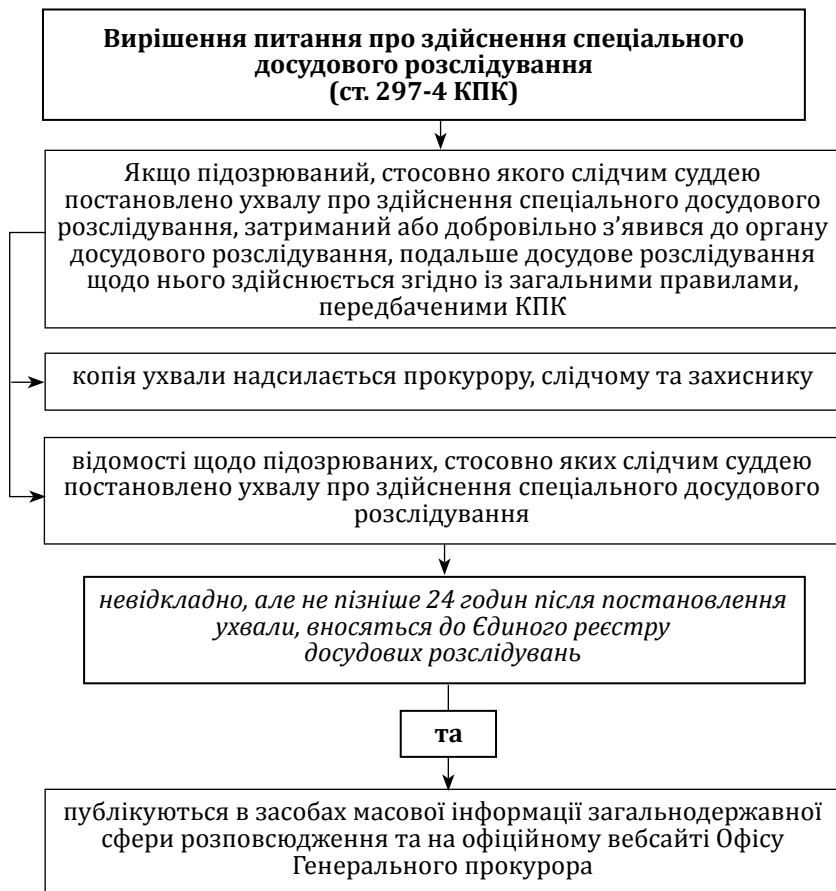 Вирішення питання про здійснення спеціального
досудового розслідування
(ст. 297-4 КПК)
Якщо підозрюваний, стосовно якого слідчим суддею
постановлено ухвалу про здійснення спеціального досудового
розслідування, затриманий або добровільно з’явився до органу
досудового розслідування, подальше досудове розслідування
щодо нього здійснюється згідно із загальними правилами,
передбаченими КПК
копія ухвали надсилається прокурору, слідчому та захиснику
відомості щодо підозрюваних, стосовно яких слідчим суддею
постановлено ухвалу про здійснення спеціального досудового
розслідування
невідкладно, але не пізніше 24 годин після постановлення
ухвали, вносяться до Єдиного реєстру
досудових розслідувань
та
публікуються в засобах масової інформації загальнодержавної
сфери розповсюдження та на офіційному вебсайті Офісу
Генерального прокурора